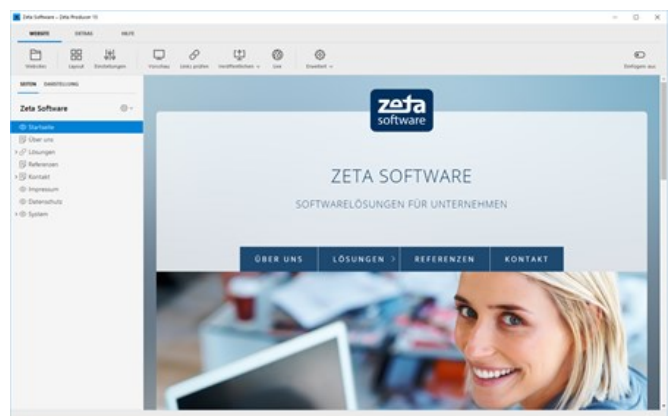 Zeta Software – Zeta Producer 15
WEBSITE EXTRAS HILFE
Websites Layout Einstellungen Vorschau Links prüfen Veröffentlichen Live Erweitert Einfügen aus
SEITEN DARSTELLUNG
Zeta Software
Startseite
Über uns
Lösungen
Referenzen
Kontakt
Impressum
Datenschutz
System
zeta
software
ZETA SOFTWARE
SOFTWARELÖSUNGEN FÜR UNTERNEHMEN
ÜBER UNS LÖSUNGEN > REFERENZEN KONTAKT